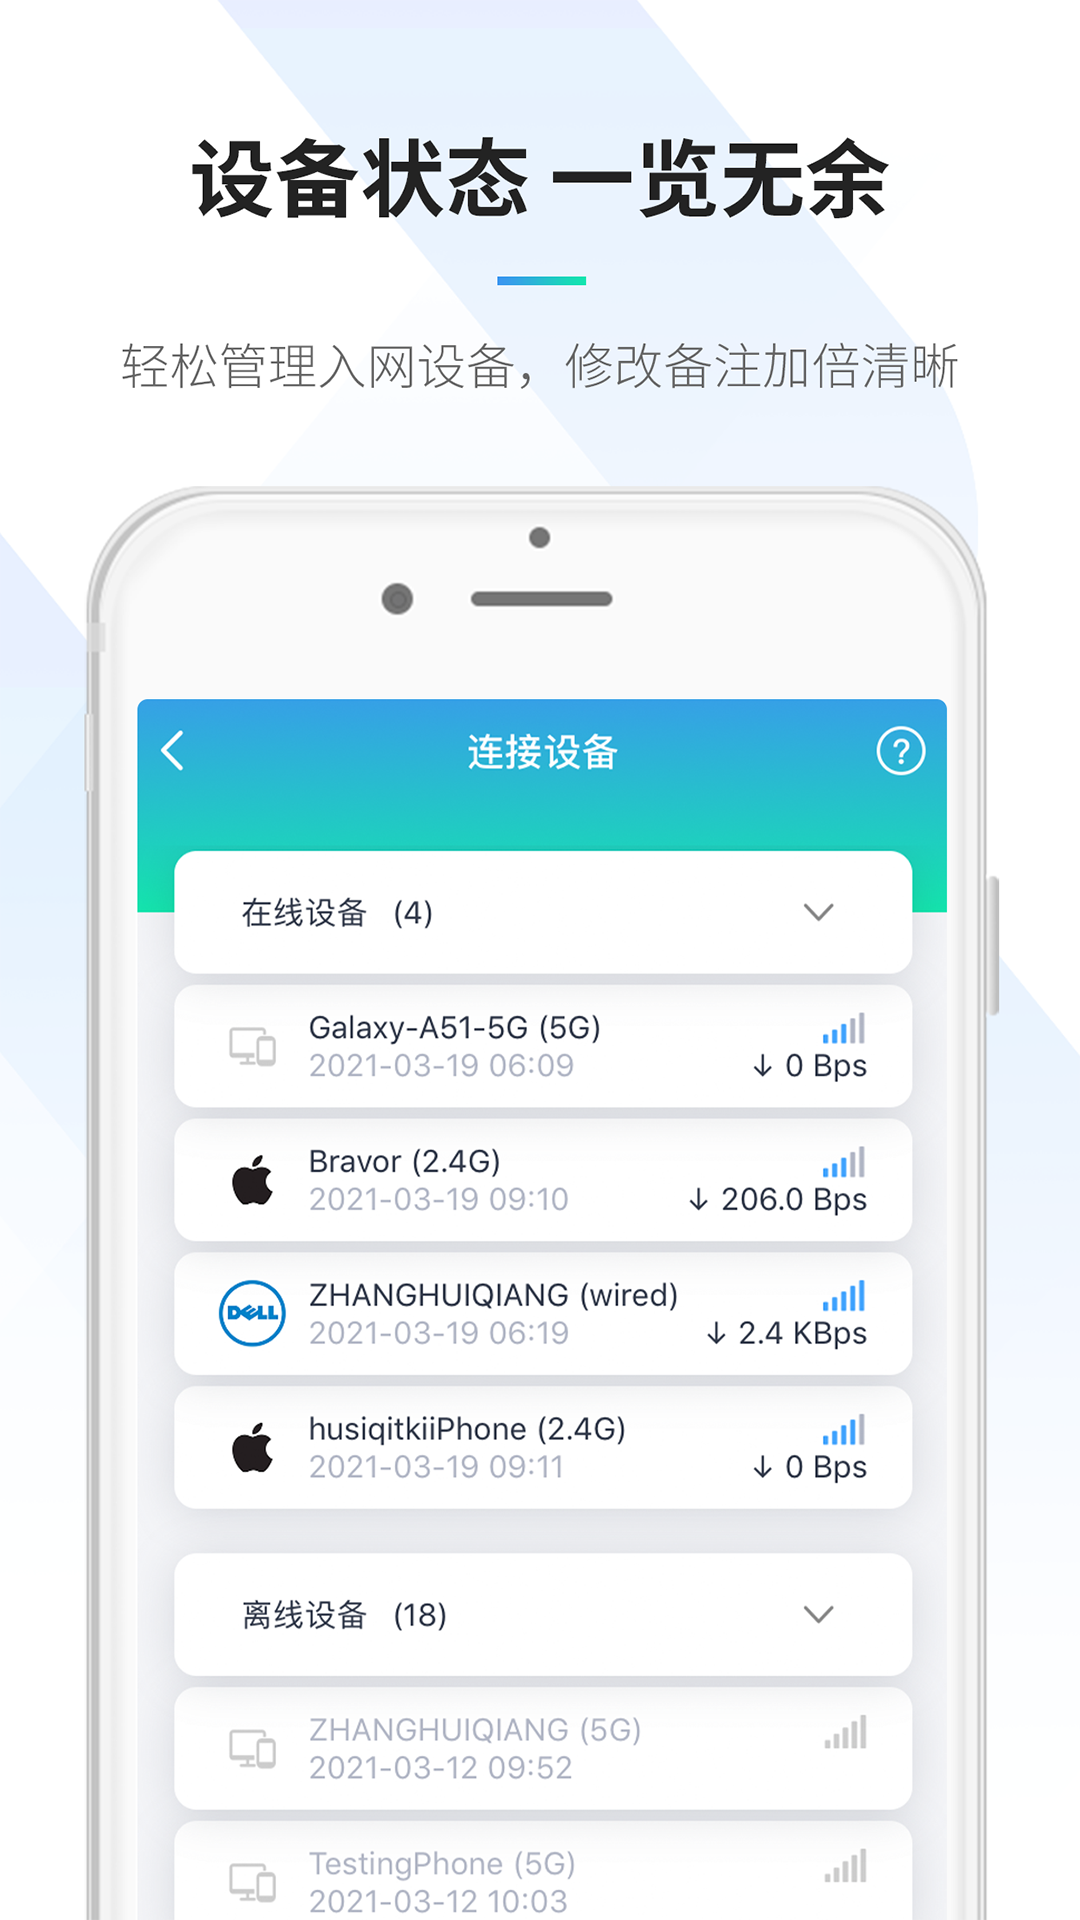 设备状态 一览无余
轻松管理入网设备，修改备注加倍清晰
连接设备
?
在线设备 (4)
Galaxy-A51-5G (5G)
2021-03-19 06:09
↓ 0 Bps
Bravor (2.4G)
2021-03-19 09:10
↓ 206.0 Bps
DELL
ZHANGHUIQIANG (wired)
2021-03-19 06:19
↓ 2.4 KBps
husiqitkiiPhone (2.4G)
2021-03-19 09:11
↓ 0 Bps
离线设备 (18)
ZHANGHUIQIANG (5G)
2021-03-12 09:52
TestingPhone (5G)
2021-03-12 10:03